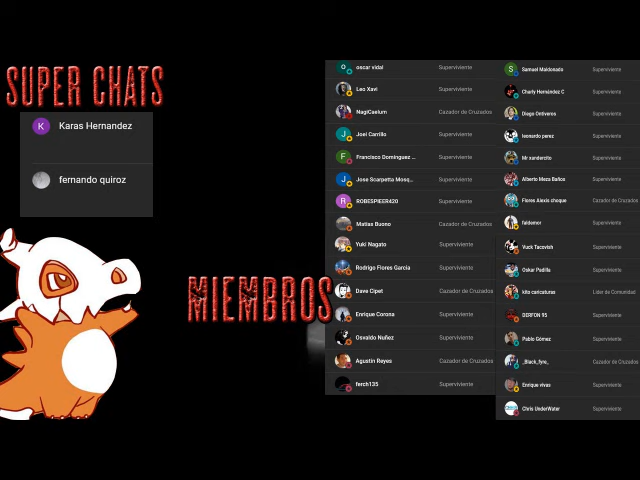 SUPER CHATS
K Karas Hernandez
fernando quiroz
MIEMBROS
o oscar vidal Superviviente
Leo Xavi Superviviente
NagiCaelum Cazador de Cruzados
J Joel Carrillo Superviviente
F Francisco Dominguez ... Superviviente
J Jose Scarpetta Mosq... Superviviente
R ROBESPIER420 Superviviente
Matias Buono Cazador de Cruzados
Yuki Nagato Superviviente
Rodrigo Flores Garcia Superviviente
Dave Cipet Cazador de Cruzados
Enrique Corona Superviviente
Osvaldo Nuñez Superviviente
Agustin Reyes Cazador de Cruzados
ferch135 Superviviente
S Samuel Maldonado Superviviente
Charly Hernández C Superviviente
Diego Ontiveros Superviviente
leonardo perez Superviviente
Mr xandercito Superviviente
Alberto Meza Baños Superviviente
Flores Alexis choque Cazador de Cruzados
faldemor Superviviente
Yuck Tacovish Superviviente
Oskar Padilla Superviviente
kito caricaturas Líder de Comunidad
DERFON 95 Superviviente
Pablo Gómez Superviviente
_Black_fyre_ Cazador de Cruzados
Enrique vivas Superviviente
Chris UnderWater Superviviente